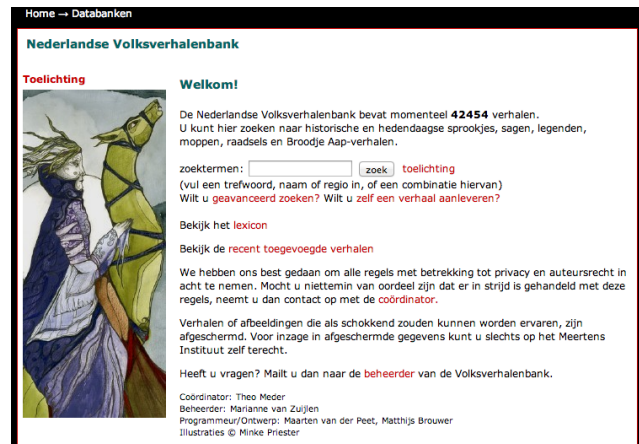 Home → Databanken
Nederlandse Volksverhalenbank
Toelichting
Welkom!
De Nederlandse Volksverhalenbank bevat momenteel 42454 verhalen.
U kunt hier zoeken naar historische en hedendaagse sprookjes, sagen, legenden,
moppen, raadsels en Broodje Aap-verhalen.
zoektermen: zoek toelichting
(vul een trefwoord, naam of regio in, of een combinatie hiervan)
Wilt u geavanceerd zoeken? Wilt u zelf een verhaal aanleveren?
Bekijk het lexicon
Bekijk de recent toegevoegde verhalen
We hebben ons best gedaan om alle regels met betrekking tot privacy en auteursrecht in
acht te nemen. Mocht u niettemin van oordeel zijn dat er in strijd is gehandeld met deze
regels, neemt u dan contact op met de coördinator.
Verhalen of afbeeldingen die als schokkend zouden kunnen worden ervaren, zijn
afgeschermd. Voor inzage in afgeschermde gegevens kunt u slechts op het Meertens
Instituut zelf terecht.
Heeft u vragen? Mailt u dan naar de beheerder van de Volksverhalenbank.
Coördinator: Theo Meder
Beheerder: Marianne van Zuijlen
Programmeur/Ontwerp: Maarten van der Peet, Matthijs Brouwer
Illustraties © Minke Priester